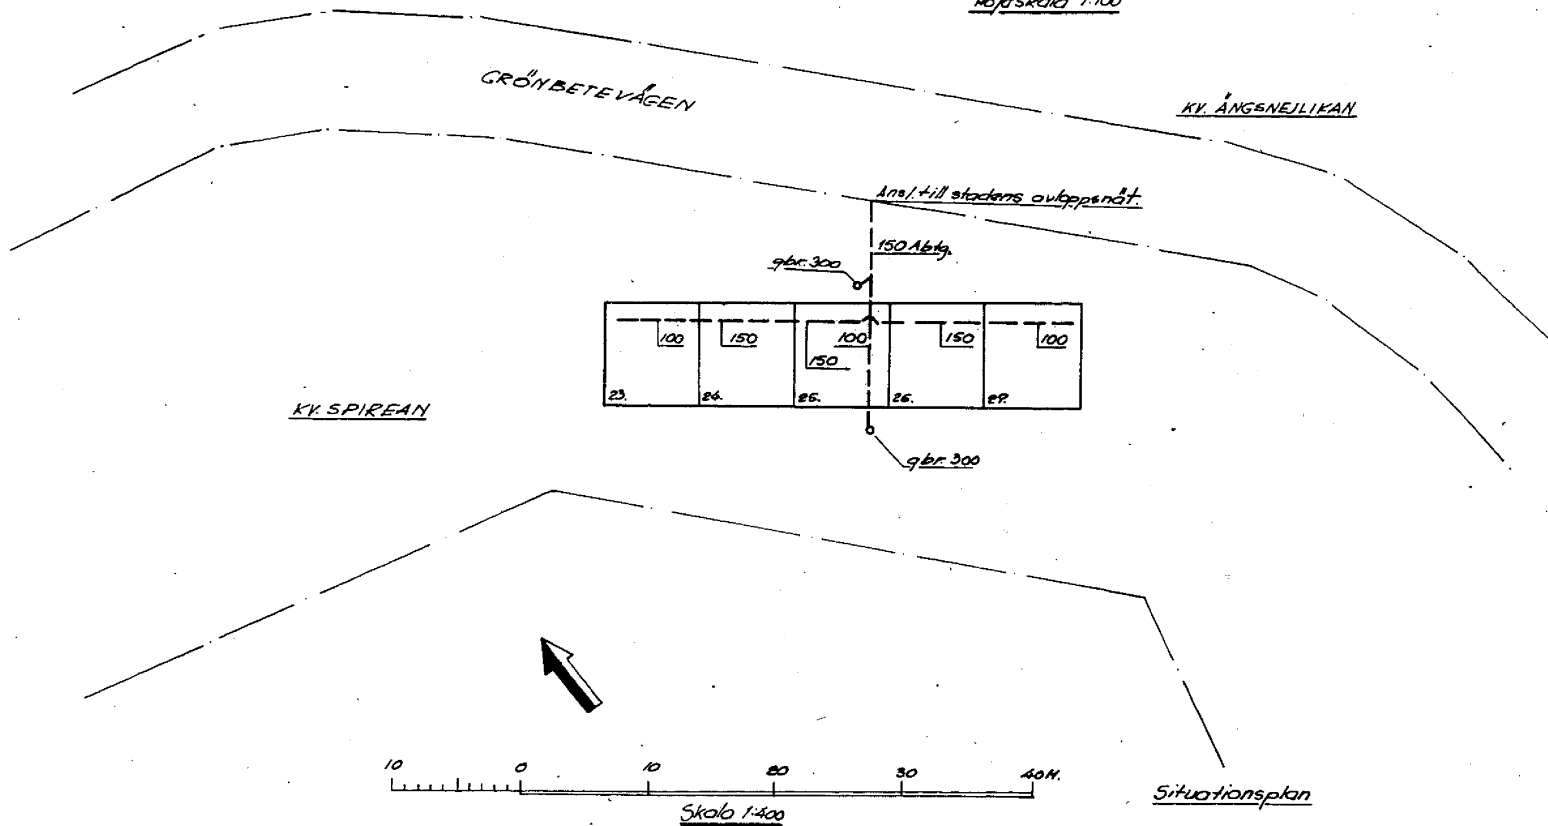 Höjdskala 1:100
GRÖNBETEVÄGEN
KV. ÄNGSNEJLIKAN
Ansl. till stadens avloppsnät.
150 Abtg.
gbr. 300
100
150
150
100
150
100
23.
24.
25.
26.
27.
KV. SPIREAN
gbr. 300
10 0 10 20 30 40 M.
Skala 1:400
Situationsplan